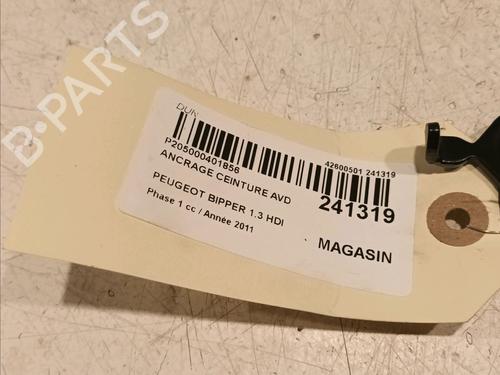 B-PARTS
DUN
P205000401856
42600501 241319
ANCRAGE CEINTURE AVD
241319
PEUGEOT BIPPER 1.3 HDI
Phase 1 cc / Année 2011
MAGASIN